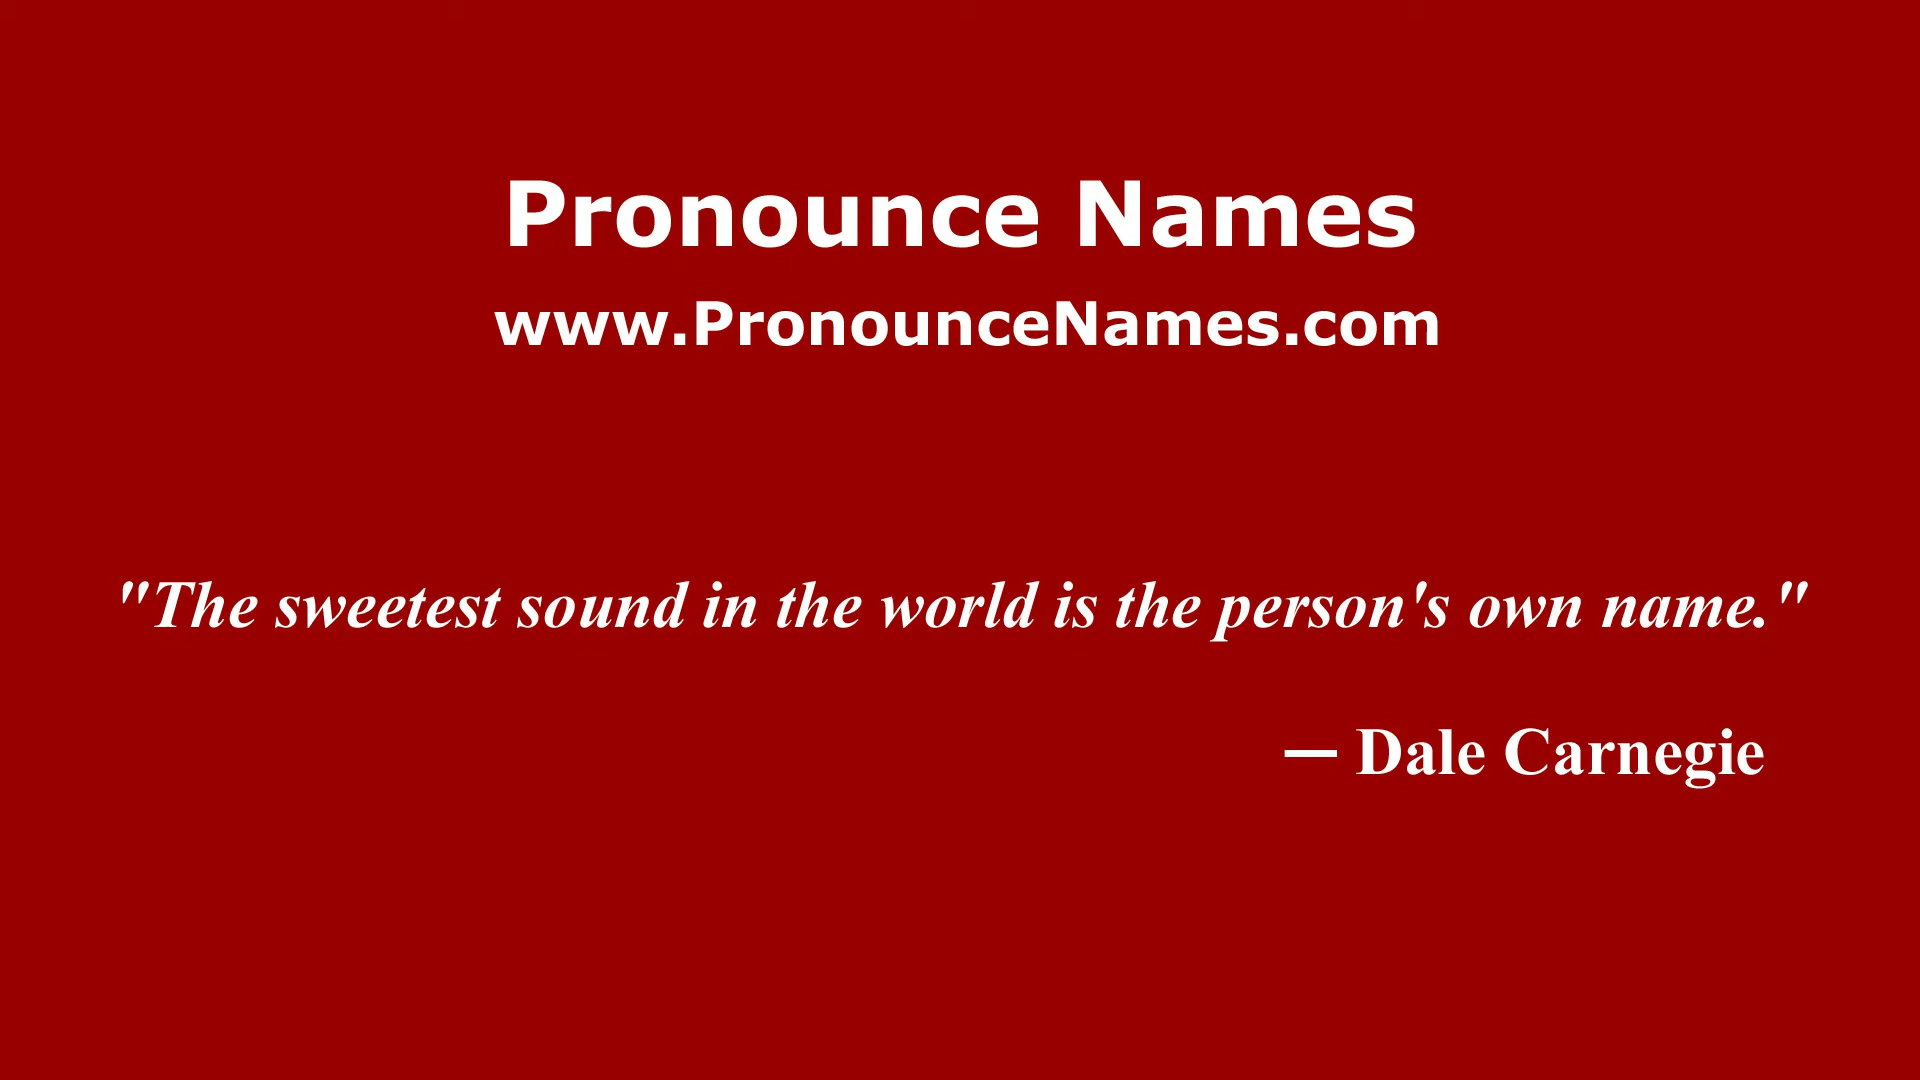 Pronounce Names
www.PronounceNames.com
"The sweetest sound in the world is the person's own name."
— Dale Carnegie